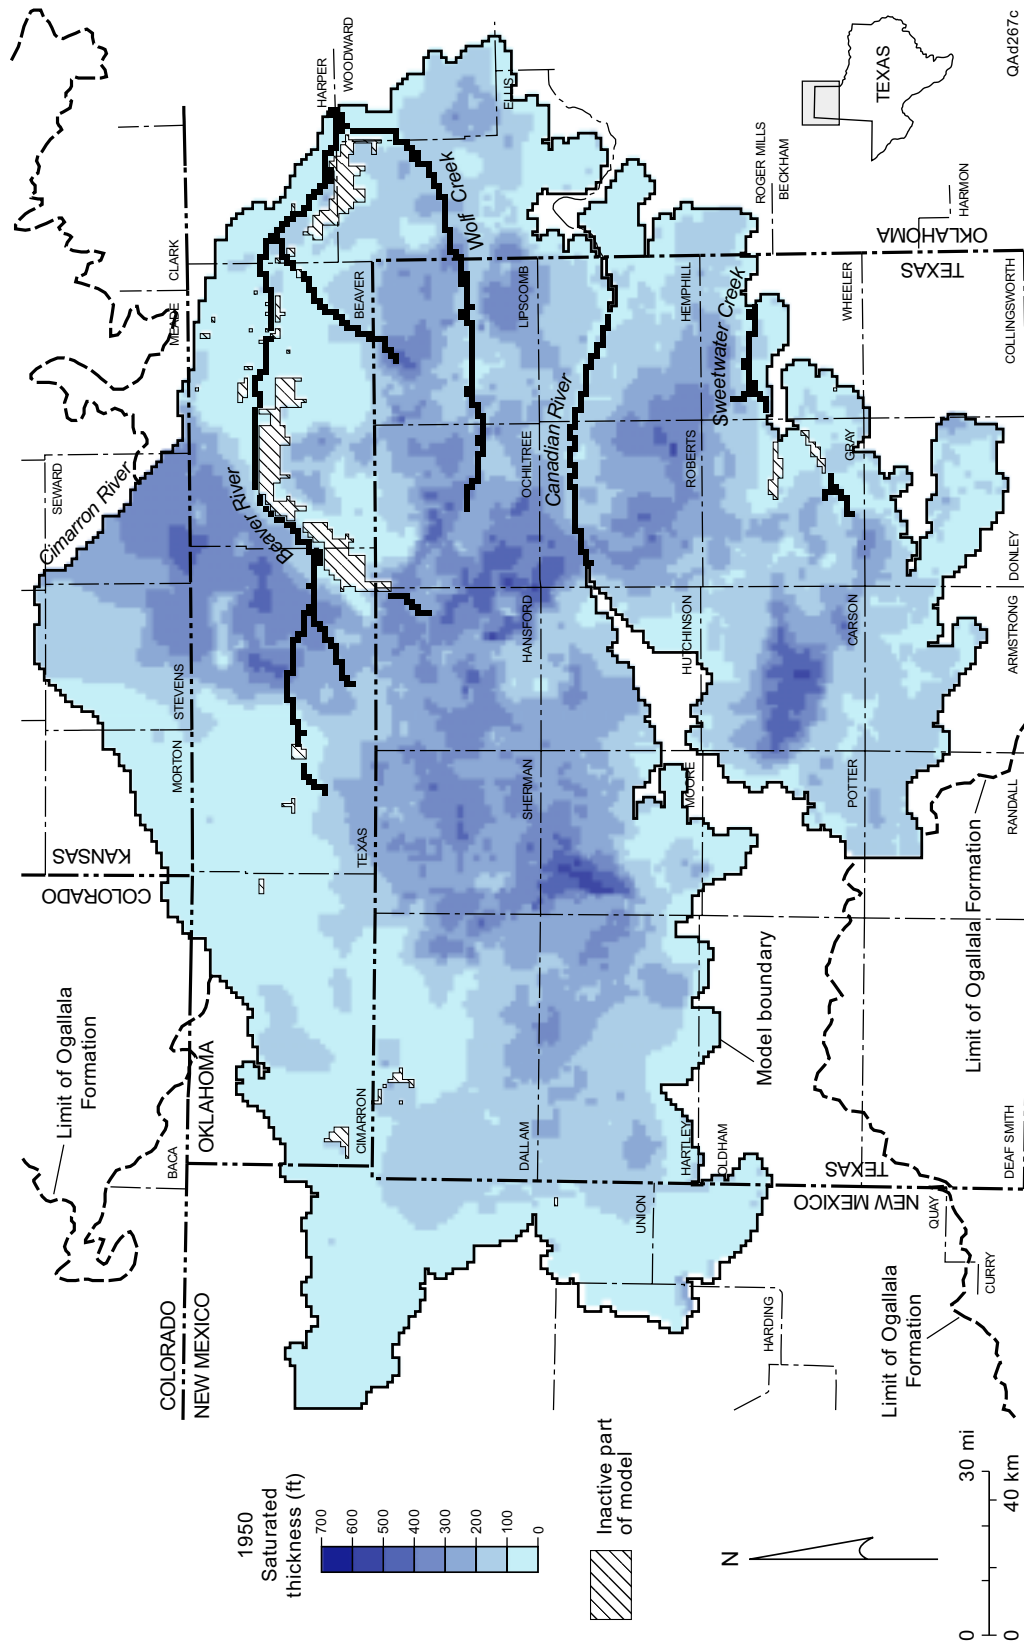 COLORADO
NEW MEXICO
BACA
OKLAHOMA
COLORADO
KANSAS
MORTON
STEVENS
SEWARD
MEADE
CLARK
HARPER
WOODWARD
ELLIS
Limit of Ogallala
Formation
Cimarron River
Beaver River
Wolf Creek
CIMARRON
TEXAS
BEAVER
DALLAM
SHERMAN
HANSFORD
OCHILTREE
LIPSCOMB
Canadian River
UNION
HARTLEY
OLDHAM
MOORE
HUTCHINSON
ROBERTS
HEMPHILL
Sweetwater Creek
ROGER MILLS
BECKHAM
HARDING
Model boundary
POTTER
CARSON
GRAY
WHEELER
TEXAS
NEW MEXICO
OKLAHOMA
TEXAS
HARMON
QUAY
CURRY
DEAF SMITH
RANDALL
ARMSTRONG
DONLEY
COLLINGSWORTH
Limit of Ogallala
Formation
Limit of Ogallala Formation
TEXAS
QAd267c
1950
Saturated
thickness (ft)
700
600
500
400
300
200
100
0
Inactive part
of model
N
0
30 mi
0
40 km